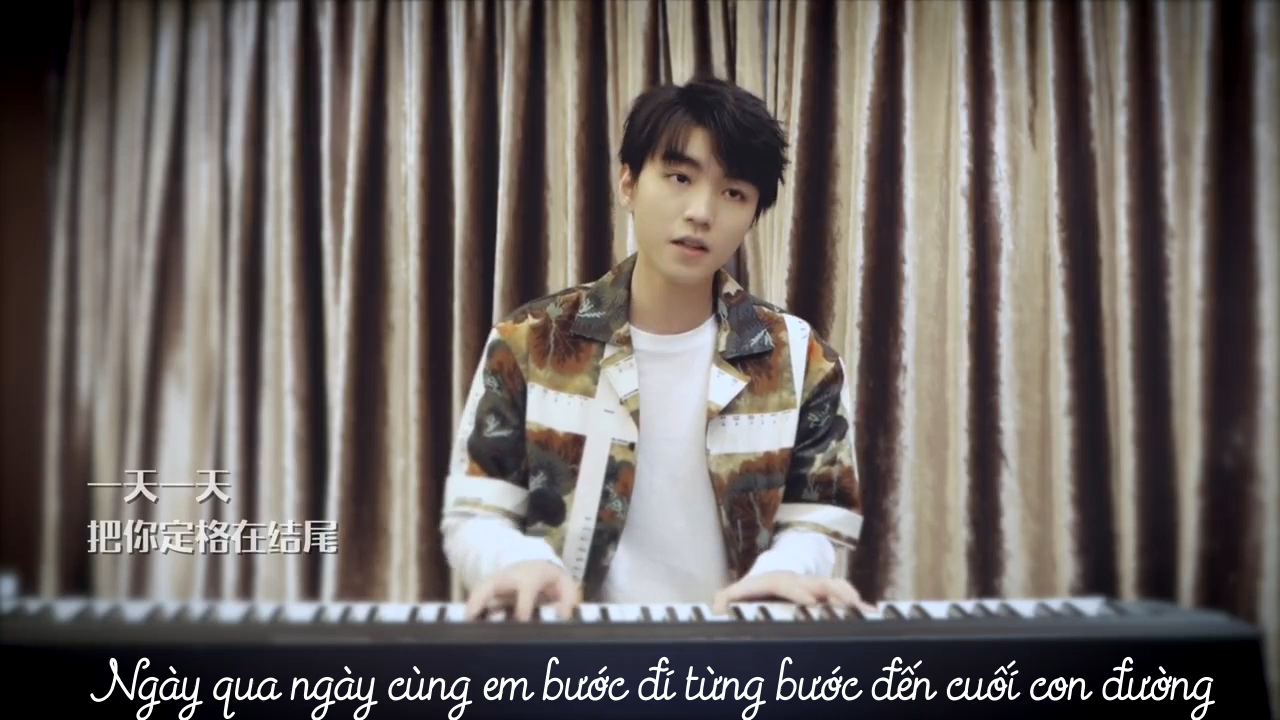 一天一天
把你定格在结尾
Ngày qua ngày cùng em bước đi từng bước đến cuối con đường